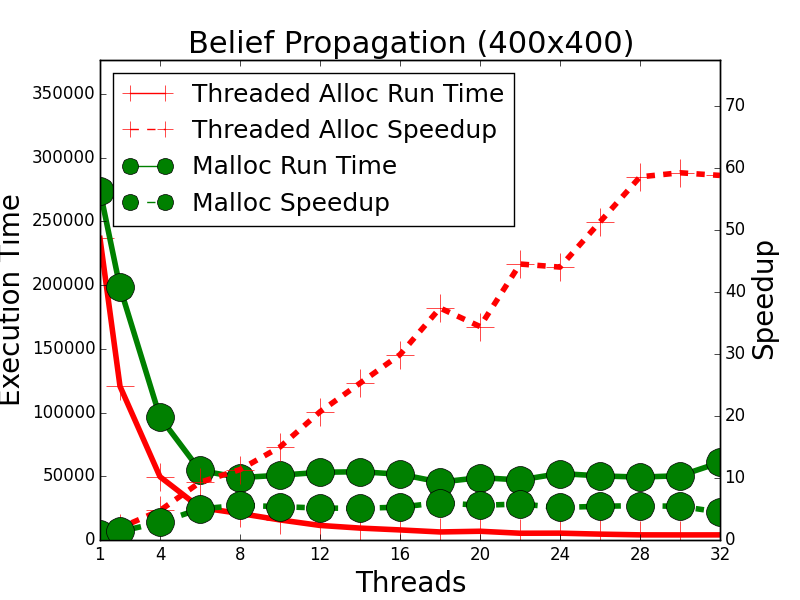 Belief Propagation (400x400)
Threaded Alloc Run Time
Threaded Alloc Speedup
Malloc Run Time
Malloc Speedup
Execution Time
350000
300000
250000
200000
150000
100000
50000
0
Speedup
70
60
50
40
30
20
10
0
1 4 8 12 16 20 24 28 32
Threads